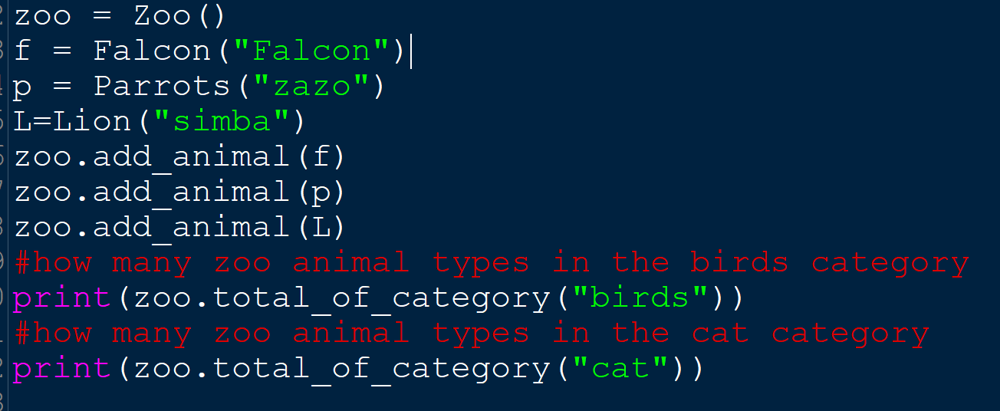 zoo = Zoo()
f = Falcon("Falcon")
p = Parrots("zazo")
L=Lion("simba")
zoo.add_animal(f)
zoo.add_animal(p)
zoo.add_animal(L)
#how many zoo animal types in the birds category
print(zoo.total_of_category("birds"))
#how many zoo animal types in the cat category
print(zoo.total_of_category("cat"))